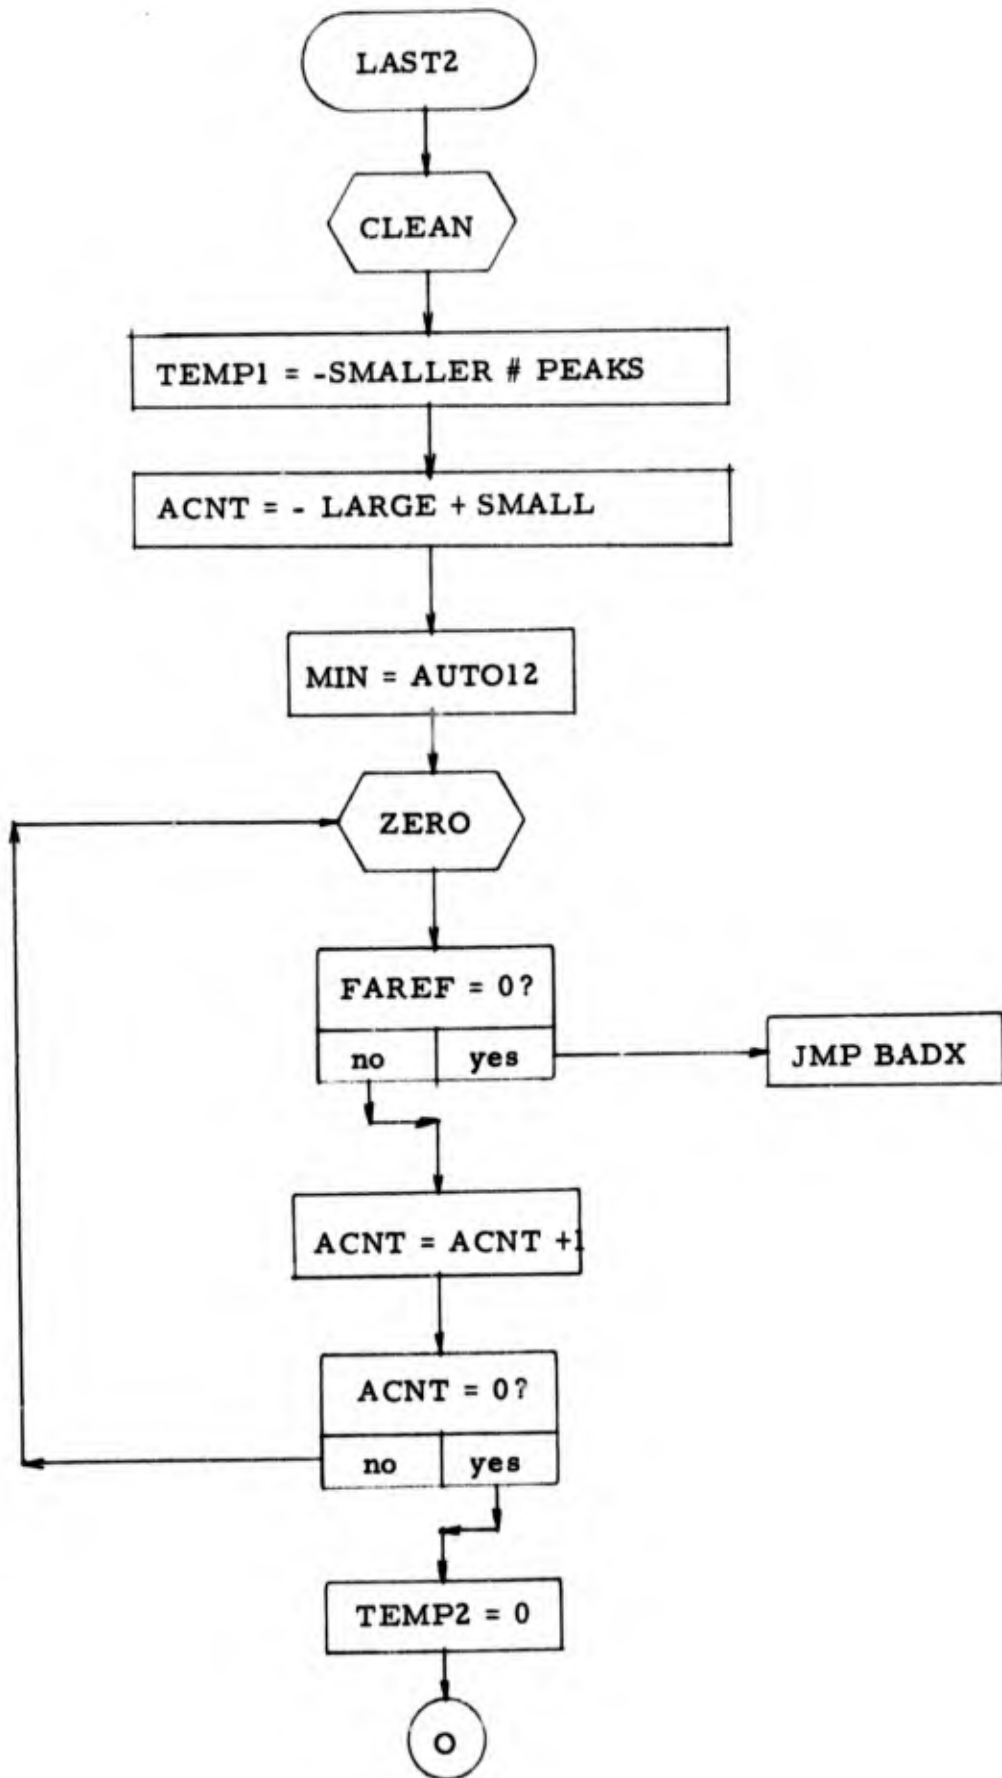 LAST2
CLEAN
TEMP1 = -SMALLER # PEAKS
ACNT = - LARGE + SMALL
MIN = AUTO12
ZERO
FAREF = 0?
no yes
JMP BADX
ACNT = ACNT +1
ACNT = 0?
no yes
TEMP2 = 0
O